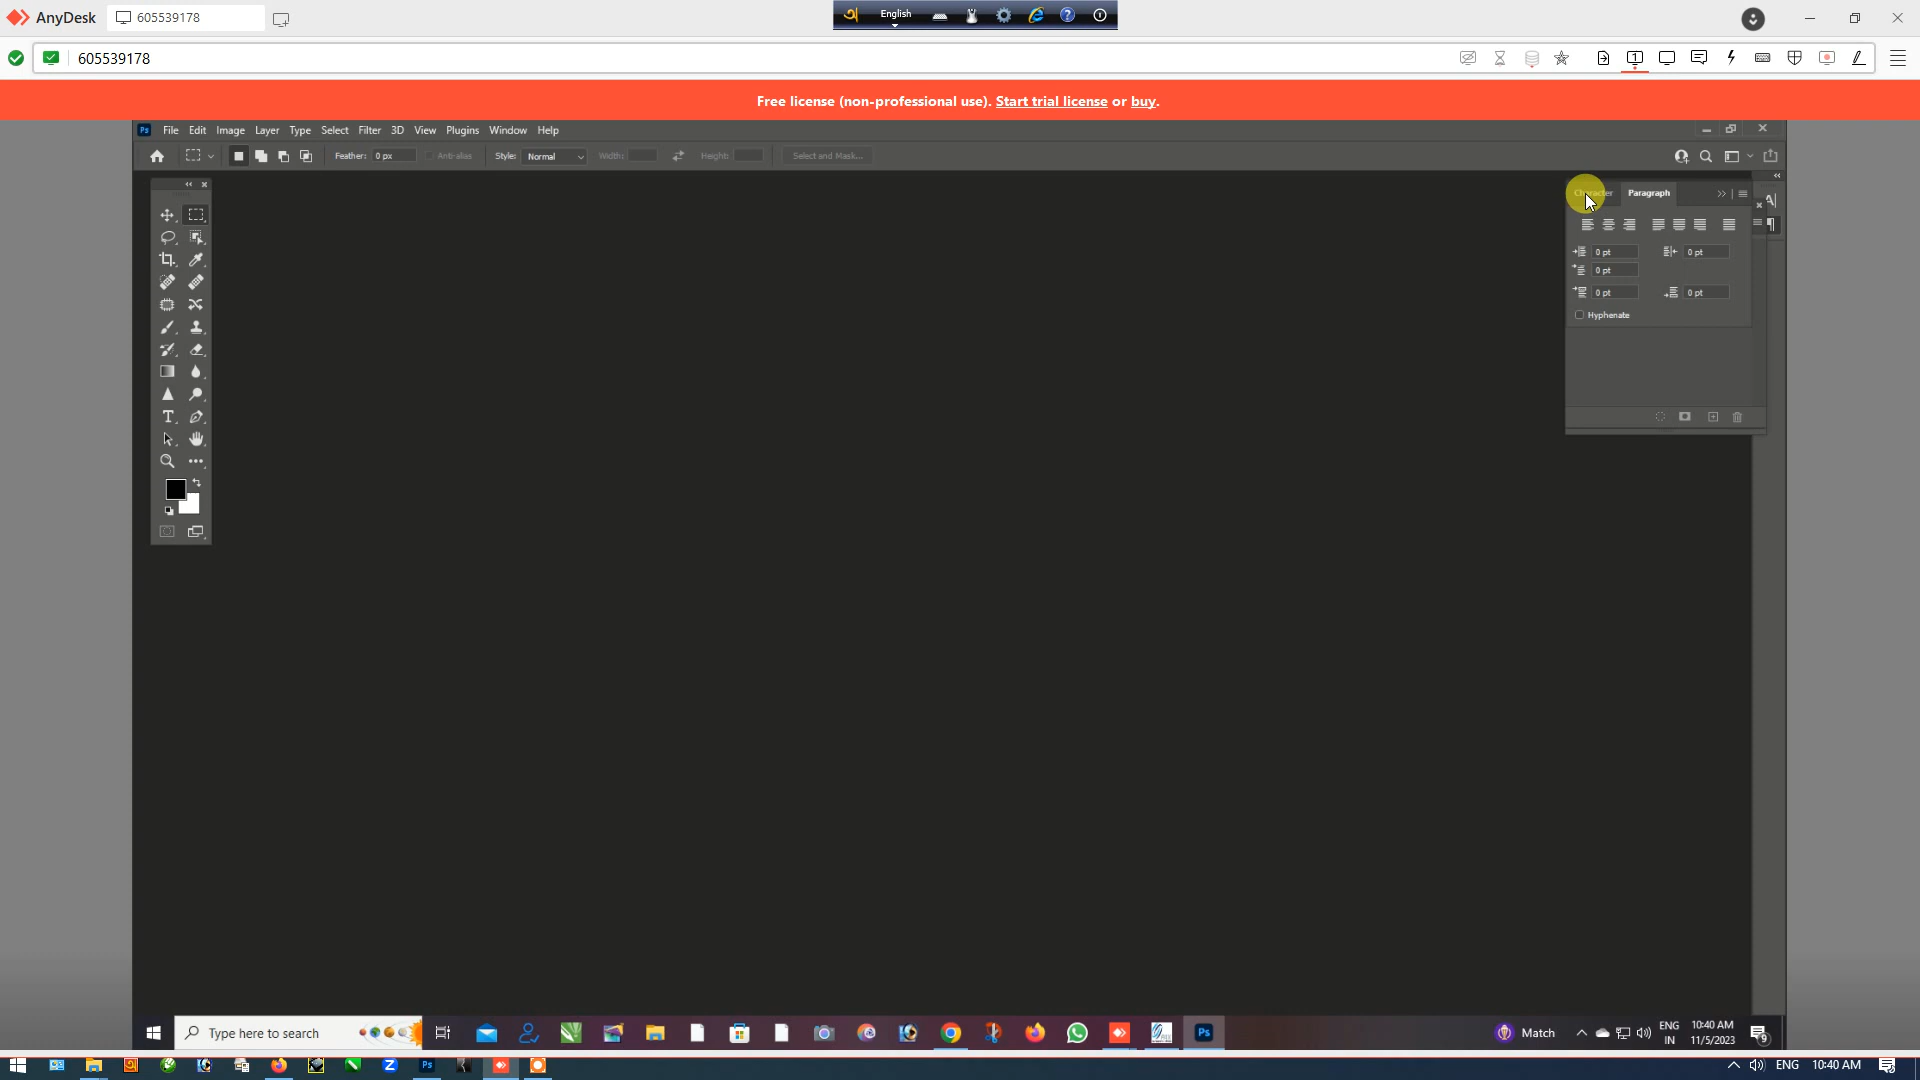 AnyDesk
605539178
English
605539178
Free license (non-professional use). Start trial license or buy.
Ps File Edit Image Layer Type Select Filter 3D View Plugins Window Help
Feather: 0 px Anti-alias Style: Normal Width: Height: Select and Mask...
Character Paragraph
0 pt 0 pt
0 pt
0 pt 0 pt
Hyphenate
Type here to search
Match
ENG
IN
10:40 AM
11/5/2023
9
ENG 10:40 AM